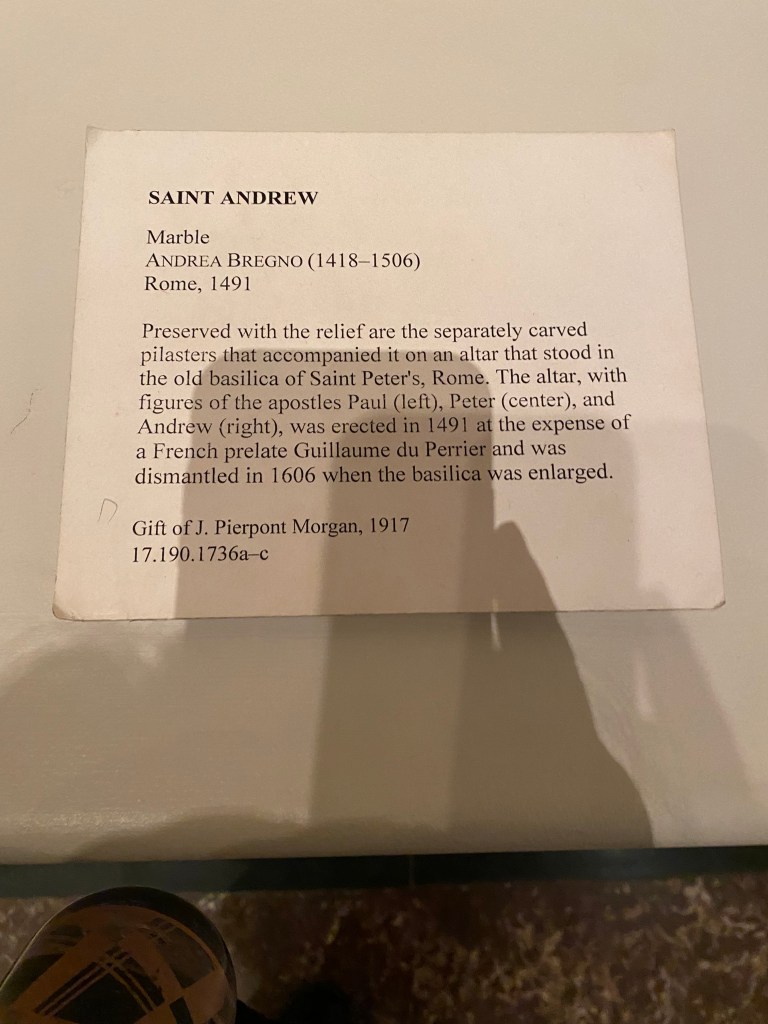 SAINT ANDREW
Marble
ANDREA BREGNO (1418–1506)
Rome, 1491
Preserved with the relief are the separately carved
pilasters that accompanied it on an altar that stood in
the old basilica of Saint Peter's, Rome. The altar, with
figures of the apostles Paul (left), Peter (center), and
Andrew (right), was erected in 1491 at the expense of
a French prelate Guillaume du Perrier and was
dismantled in 1606 when the basilica was enlarged.
Gift of J. Pierpont Morgan, 1917
17.190.1736a–c